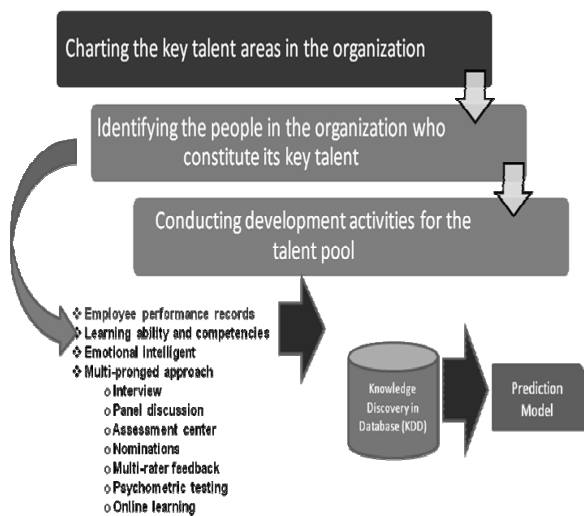 Charting the key talent areas in the organization
Identifying the people in the organization who
constitute its key talent
Conducting development activities for the
talent pool
❖ Employee performance records
❖ Learning ability and competencies
❖ Emotional Intelligent
❖ Multi-pronged approach
o Interview
o Panel discussion
o Assessment center
o Nominations
o Multi-rater feedback
o Psychometric testing
o Online learning
Knowledge
Discovery in
Database (KDD)
Prediction
Model